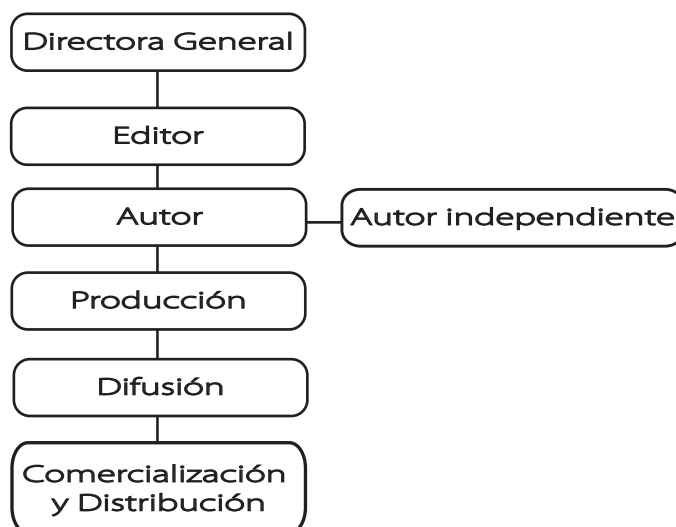 Directora General
Editor
Autor
Autor independiente
Producción
Difusión
Comercialización
y Distribución